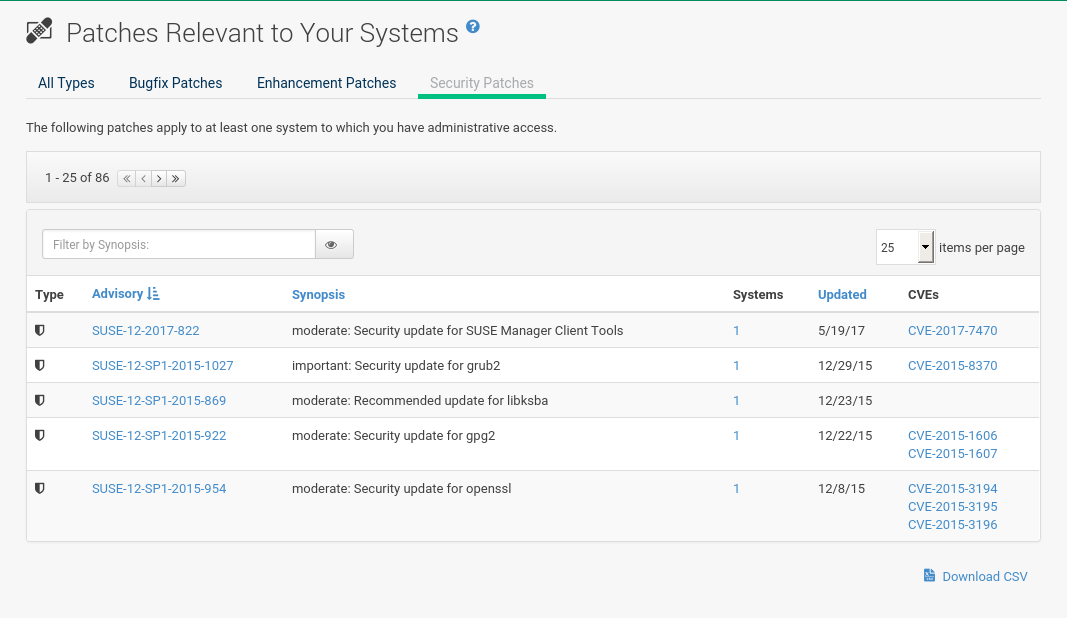 Patches Relevant to Your Systems ?
All Types Bugfix Patches Enhancement Patches Security Patches
The following patches apply to at least one system to which you have administrative access.
1 - 25 of 86 « ‹ › »
Filter by Synopsis: 25 items per page
Type Advisory Synopsis Systems Updated CVEs
SUSE-12-2017-822 moderate: Security update for SUSE Manager Client Tools 1 5/19/17 CVE-2017-7470
SUSE-12-SP1-2015-1027 important: Security update for grub2 1 12/29/15 CVE-2015-8370
SUSE-12-SP1-2015-869 moderate: Recommended update for libksba 1 12/23/15
SUSE-12-SP1-2015-922 moderate: Security update for gpg2 1 12/22/15 CVE-2015-1606
CVE-2015-1607
SUSE-12-SP1-2015-954 moderate: Security update for openssl 1 12/8/15 CVE-2015-3194
CVE-2015-3195
CVE-2015-3196
Download CSV